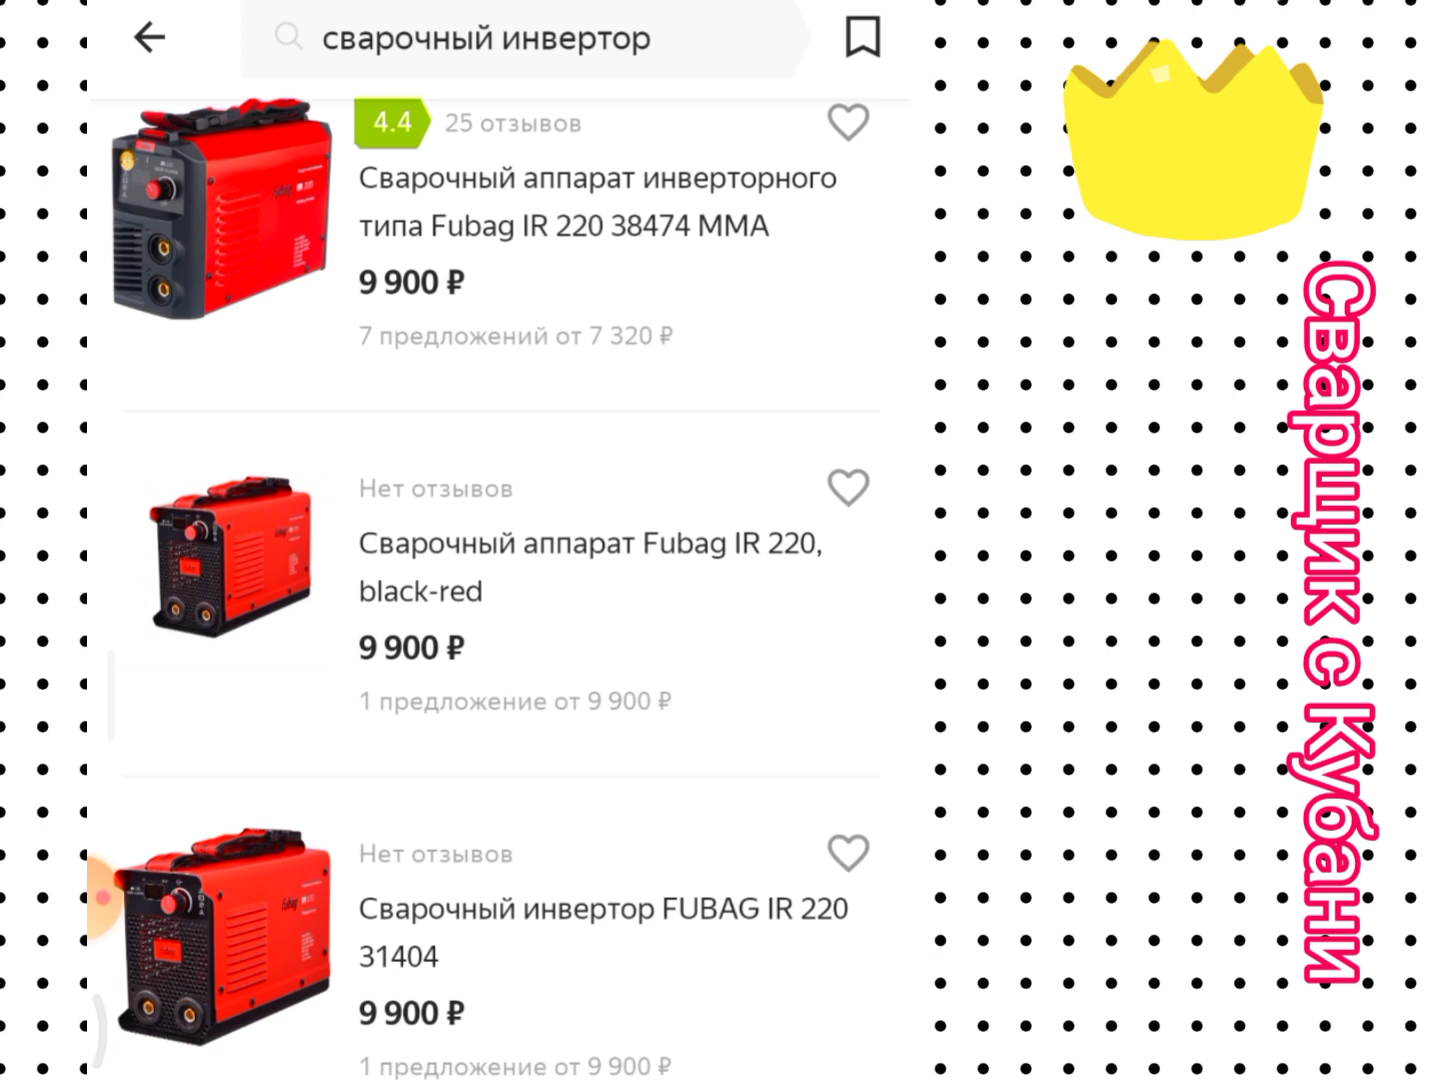 сварочный инвертор
4.4 25 отзывов
Сварочный аппарат инверторного
типа Fubag IR 220 38474 MMA
9 900 ₽
7 предложений от 7 320 ₽
Нет отзывов
Сварочный аппарат Fubag IR 220,
black-red
9 900 ₽
1 предложение от 9 900 ₽
Нет отзывов
Сварочный инвертор FUBAG IR 220
31404
9 900 ₽
1 предложение от 9 900 ₽
Сварщик с Кубани